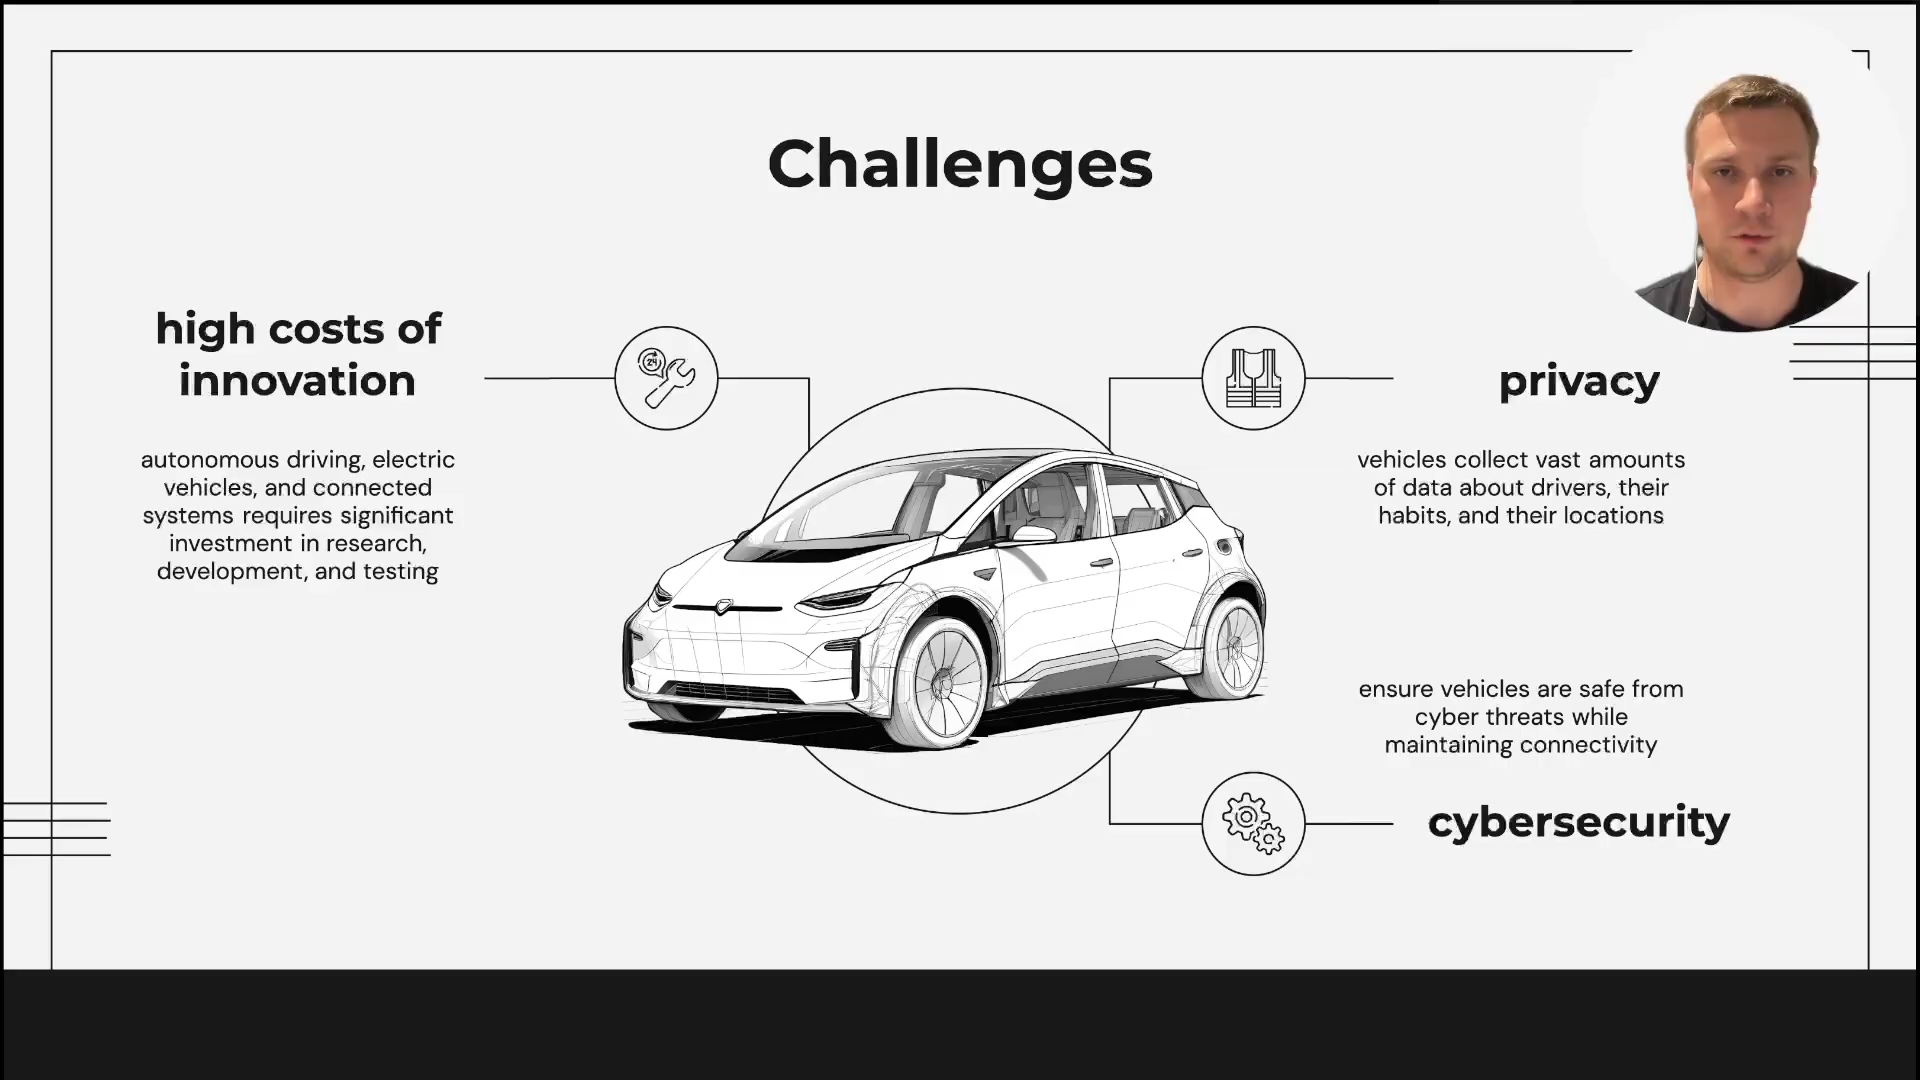 Challenges
high costs of
innovation
24
autonomous driving, electric
vehicles, and connected
systems requires significant
investment in research,
development, and testing
privacy
vehicles collect vast amounts
of data about drivers, their
habits, and their locations
ensure vehicles are safe from
cyber threats while
maintaining connectivity
cybersecurity